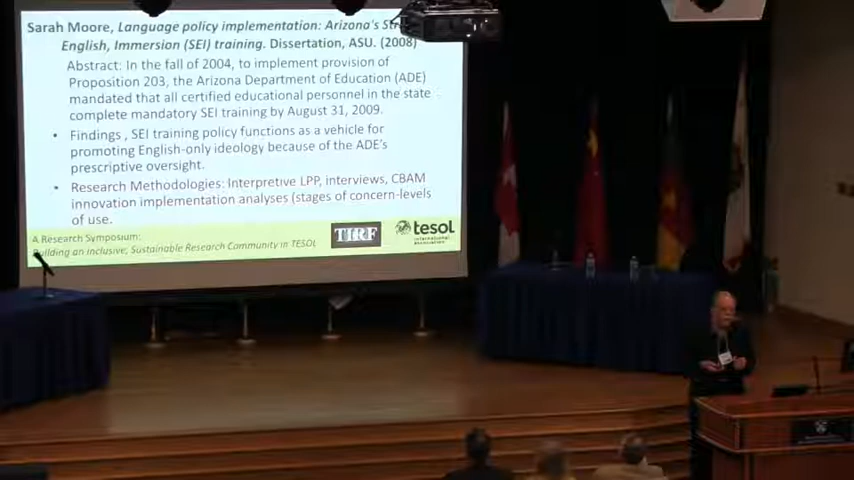 Sarah Moore, Language policy implementation: Arizona's
English, Immersion (SEI) training. Dissertation, ASU. (2008)
Abstract: In the fall of 2004, to implement provision of
Proposition 203, the Arizona Department of Education (ADE)
mandated that all certified educational personnel in the state
complete mandatory SEI training by August 31, 2009.
• Findings , SEI training policy functions as a vehicle for
promoting English-only ideology because of the ADE's
prescriptive oversight.
• Research Methodologies: Interpretive LPP, interviews, CBAM
innovation implementation analyses (stages of concern-levels
of use.
A Research Symposium:
Building an Inclusive, Sustainable Research Community in TESOL
TIRF
tesol
international
association